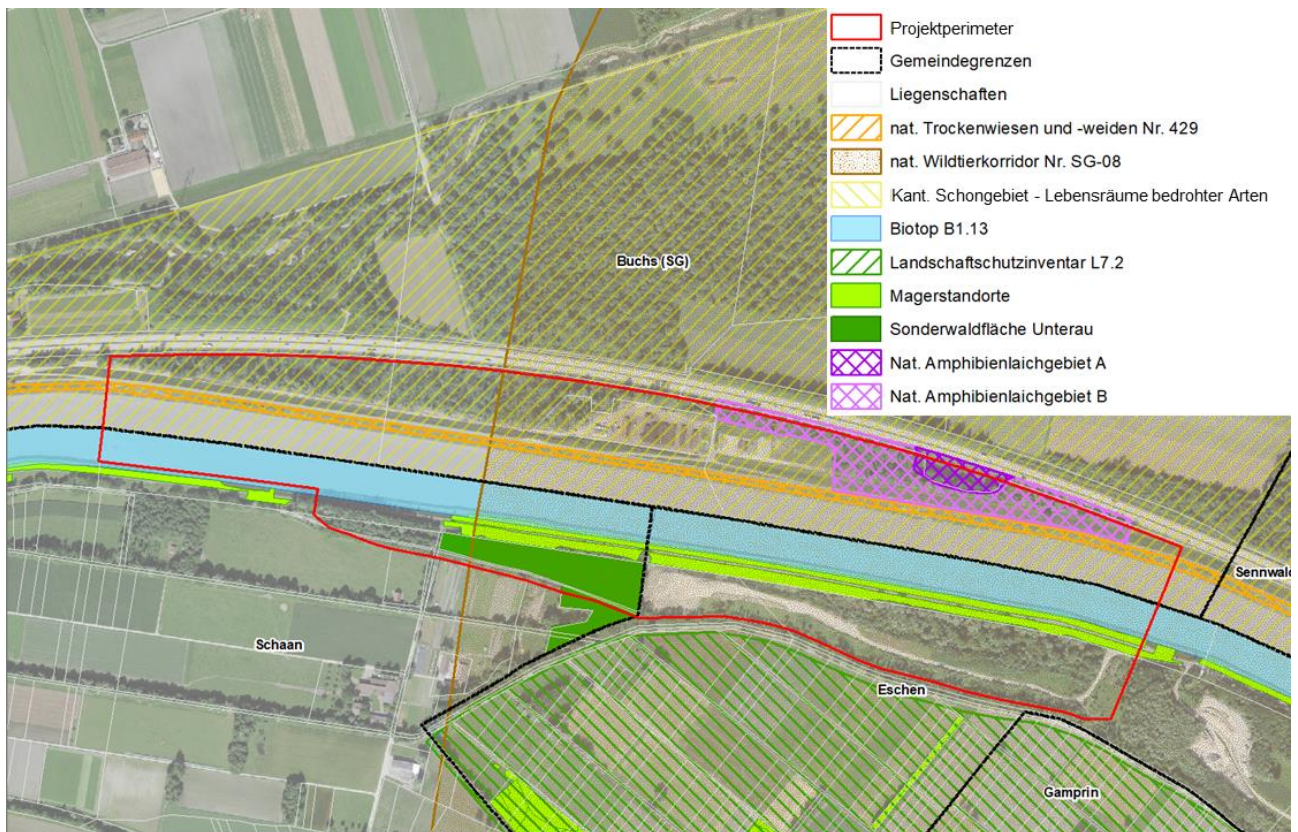 Projektperimeter
Gemeindegrenzen
Liegenschaften
nat. Trockenwiesen und -weiden Nr. 429
nat. Wildtierkorridor Nr. SG-08
Kant. Schongebiet - Lebensräume bedrohter Arten
Biotop B1.13
Landschaftschutzinventar L7.2
Magerstandorte
Sonderwaldfläche Unterau
Nat. Amphibienlaichgebiet A
Nat. Amphibienlaichgebiet B
Buchs (SG)
Sennwald
Schaan
Eschen
Gamprin